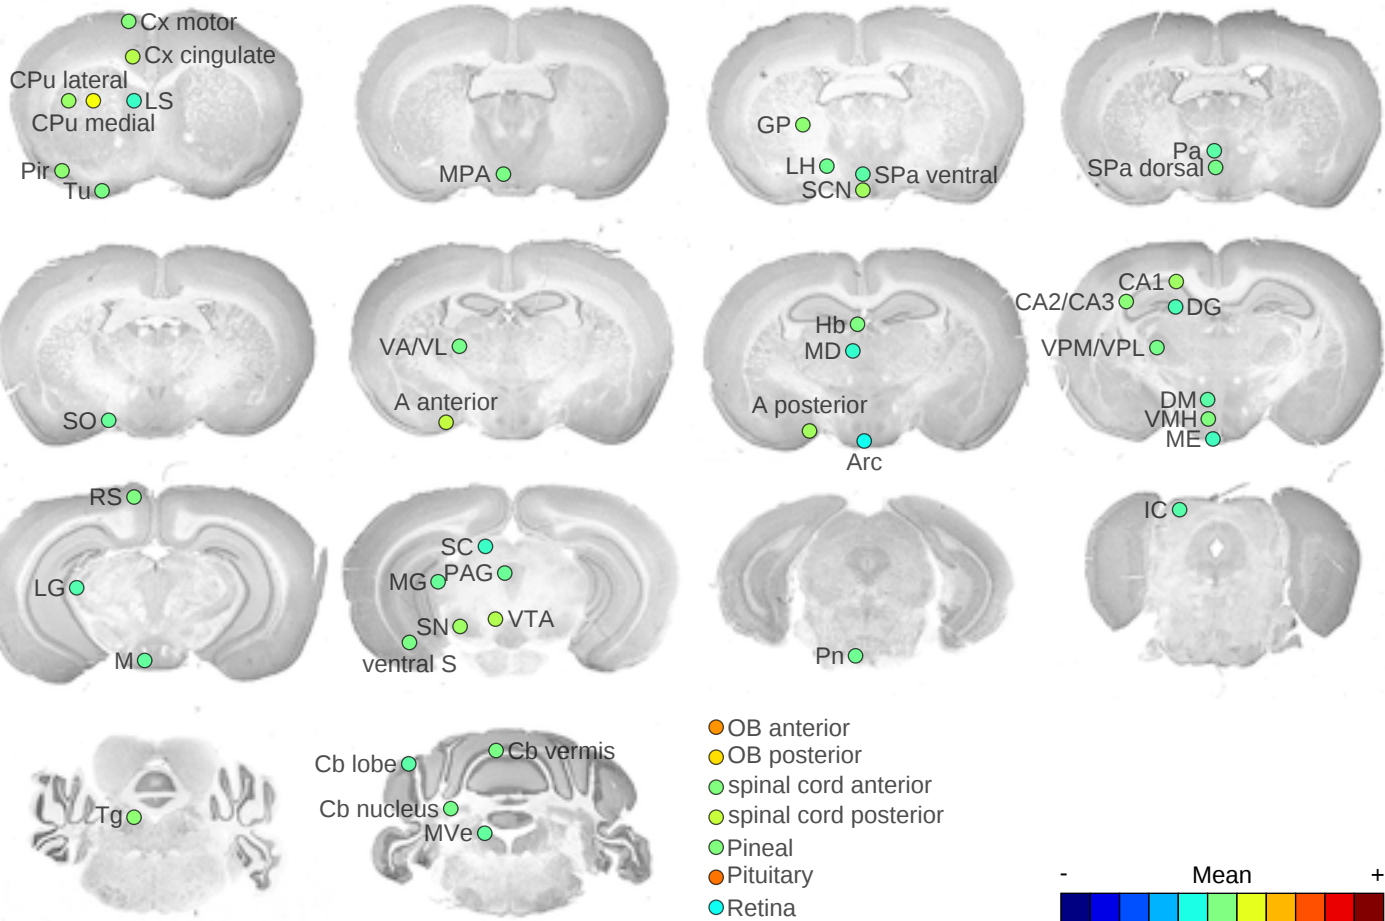 Cx motor
Cx cingulate
CPu lateral
LS
CPu medial
Pir
Tu
MPA
GP
LH
SPa ventral
SCN
Pa
SPa dorsal
SO
VA/VL
A anterior
Hb
MD
A posterior
Arc
CA1
CA2/CA3
DG
VPM/VPL
DM
VMH
ME
RS
LG
M
SC
MG
PAG
SN
VTA
ventral S
Pn
IC
Tg
Cb lobe
Cb vermis
Cb nucleus
MVe
OB anterior
OB posterior
spinal cord anterior
spinal cord posterior
Pineal
Pituitary
Retina
- Mean +